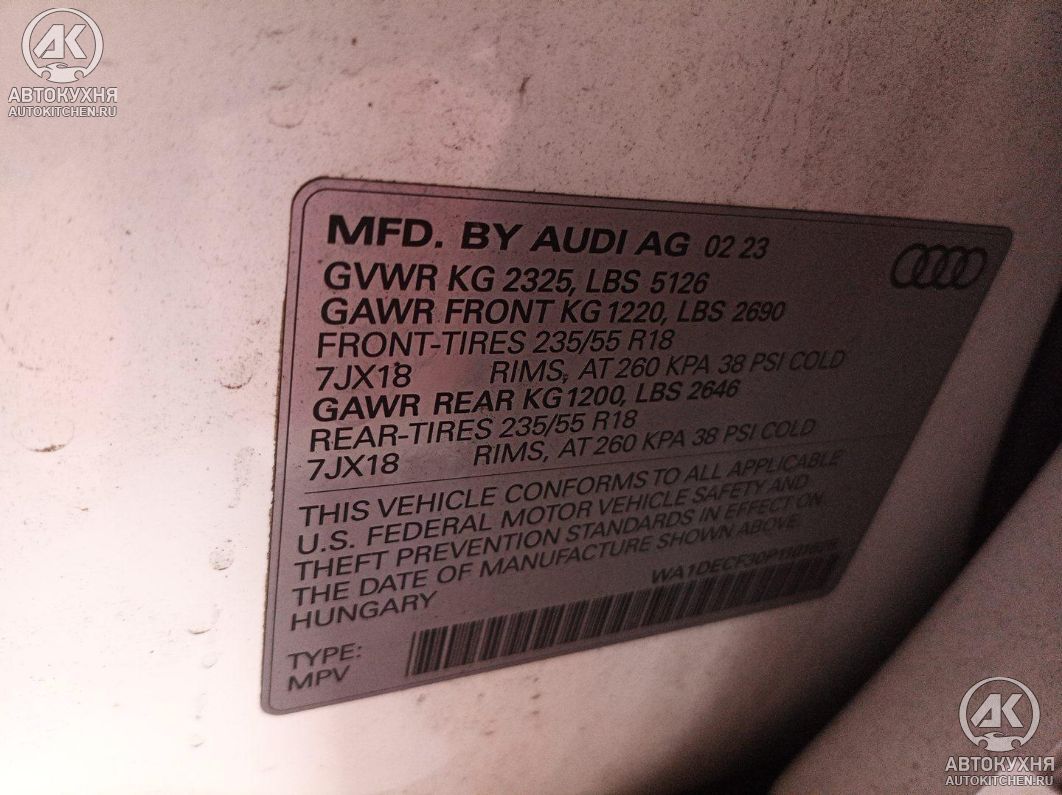 AK
АВТОКУХНЯ
AUTOKITCHEN.RU
MFD. BY AUDI AG 02 23
GVWR KG 2325, LBS 5126
GAWR FRONT KG 1220, LBS 2690
FRONT-TIRES 235/55 R18
7JX18 RIMS, AT 260 KPA 38 PSI COLD
GAWR REAR KG1200, LBS 2646
REAR-TIRES 235/55 R18
7JX18 RIMS, AT 260 KPA 38 PSI COLD
THIS VEHICLE CONFORMS TO ALL APPLICABLE
U.S. FEDERAL MOTOR VEHICLE SAFETY AND
THEFT PREVENTION STANDARDS IN EFFECT ON
THE DATE OF MANUFACTURE SHOWN ABOVE
HUNGARY
TYPE:
MPV
AK
АВТОКУХНЯ
AUTOKITCHEN.RU